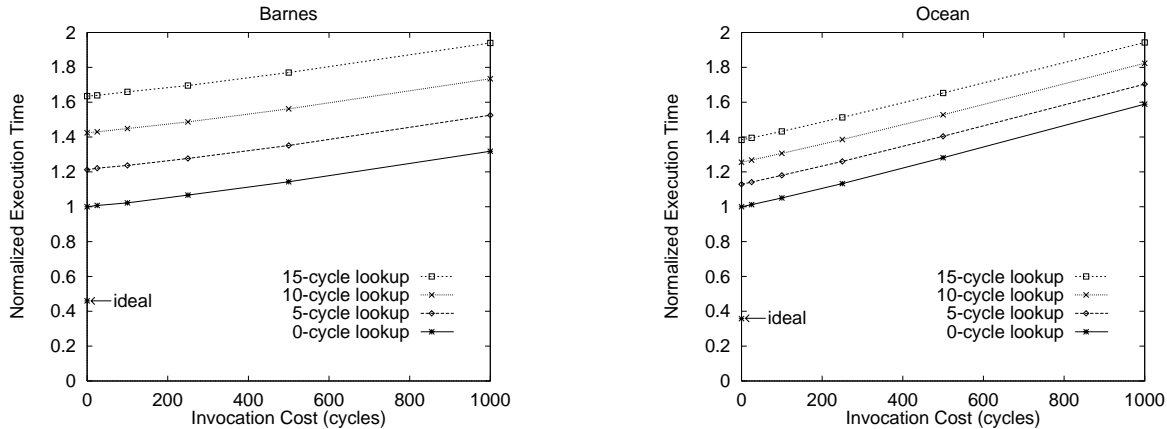 Barnes
Normalized Execution Time
2
1.8
1.6
1.4
1.2
1
0.8
0.6
0.4
0.2
0
ideal
15-cycle lookup
10-cycle lookup
5-cycle lookup
0-cycle lookup
0 200 400 600 800 1000
Invocation Cost (cycles)
Ocean
Normalized Execution Time
2
1.8
1.6
1.4
1.2
1
0.8
0.6
0.4
0.2
0
ideal
15-cycle lookup
10-cycle lookup
5-cycle lookup
0-cycle lookup
0 200 400 600 800 1000
Invocation Cost (cycles)